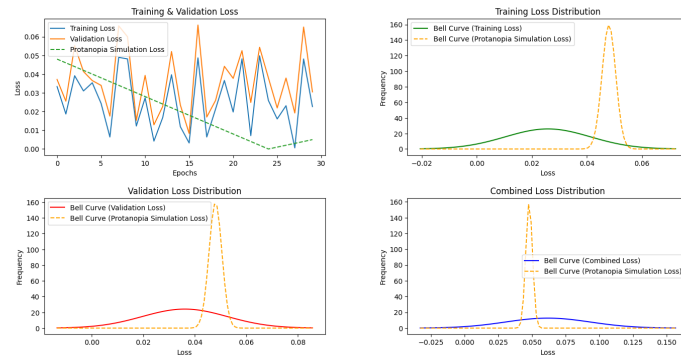 Training & Validation Loss
Training Loss
Validation Loss
Protanopia Simulation Loss
Loss
0.06
0.05
0.04
0.03
0.02
0.01
0.00
0 5 10 15 20 25 30
Epochs
Training Loss Distribution
Bell Curve (Training Loss)
Bell Curve (Protanopia Simulation Loss)
Frequency
160
140
120
100
80
60
40
20
0
-0.02 0.00 0.02 0.04 0.06
Loss
Validation Loss Distribution
Bell Curve (Validation Loss)
Bell Curve (Protanopia Simulation Loss)
Frequency
160
140
120
100
80
60
40
20
0
0.00 0.02 0.04 0.06 0.08
Loss
Combined Loss Distribution
Bell Curve (Combined Loss)
Bell Curve (Protanopia Simulation Loss)
Frequency
160
140
120
100
80
60
40
20
0
-0.025 0.000 0.025 0.050 0.075 0.100 0.125 0.150
Loss